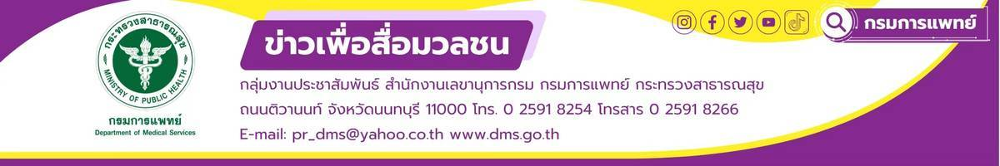 กระทรวงสาธารณสุข
MINISTRY OF PUBLIC HEALTH
กรมการแพทย์
Department of Medical Services
ข่าวเพื่อสื่อมวลชน
กลุ่มงานประชาสัมพันธ์ สำนักงานเลขานุการกรม กรมการแพทย์ กระทรวงสาธารณสุข
ถนนติวานนท์ จังหวัดนนทบุรี 11000 โทร. 0 2591 8254 โทรสาร 0 2591 8266
E-mail: pr_dms@yahoo.co.th www.dms.go.th
กรมการแพทย์